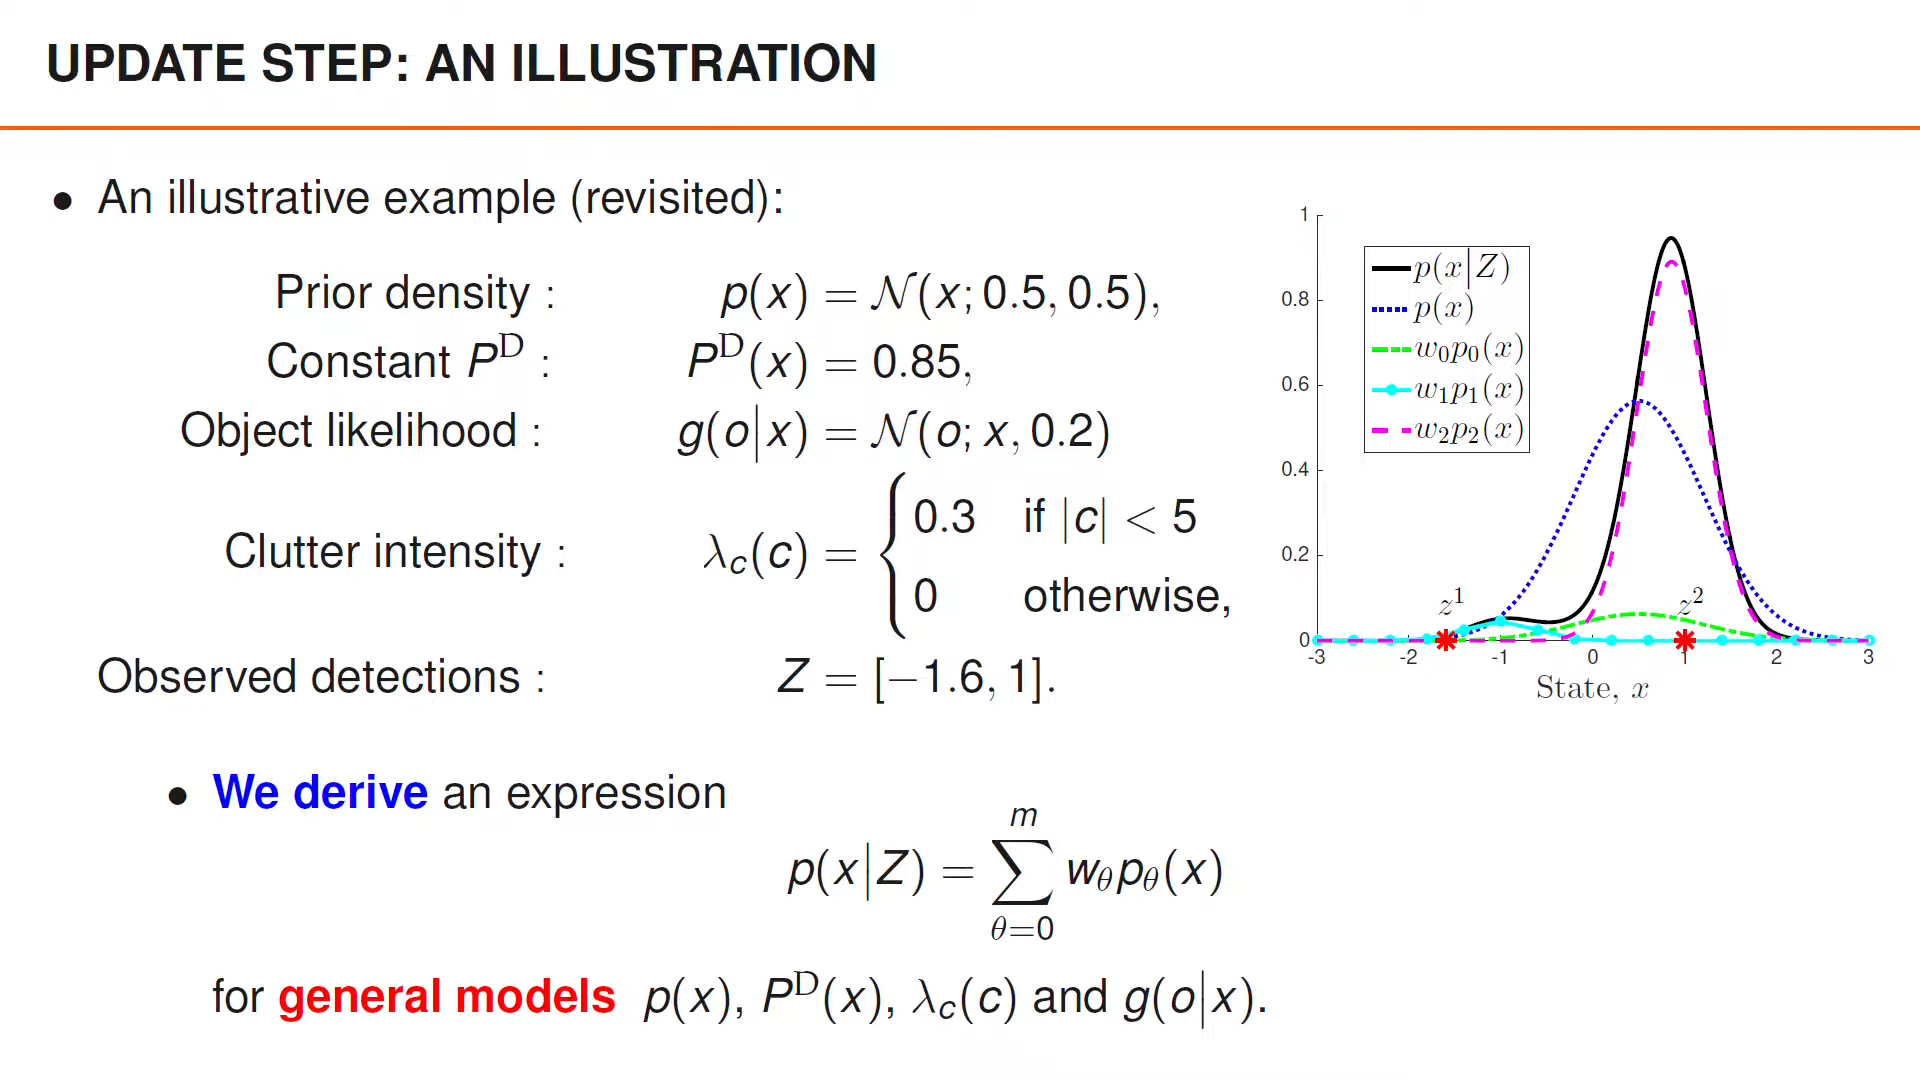 UPDATE STEP: AN ILLUSTRATION
• An illustrative example (revisited):
Prior density : p(x) = 𝒩(x; 0.5, 0.5),
Constant P^D : P^D(x) = 0.85,
Object likelihood : g(o|x) = 𝒩(o; x, 0.2)
Clutter intensity : λ_c(c) = { 0.3 if |c| < 5
0 otherwise,
Observed detections : Z = [−1.6, 1].
• We derive an expression
p(x|Z) = ∑_{θ=0}^{m} w_θ p_θ(x)
for general models p(x), P^D(x), λ_c(c) and g(o|x).
1
0.8
0.6
0.4
0.2
0
p(x|Z)
p(x)
w_0p_0(x)
w_1p_1(x)
w_2p_2(x)
z^1
z^2
-3 -2 -1 0 1 2 3
State, x